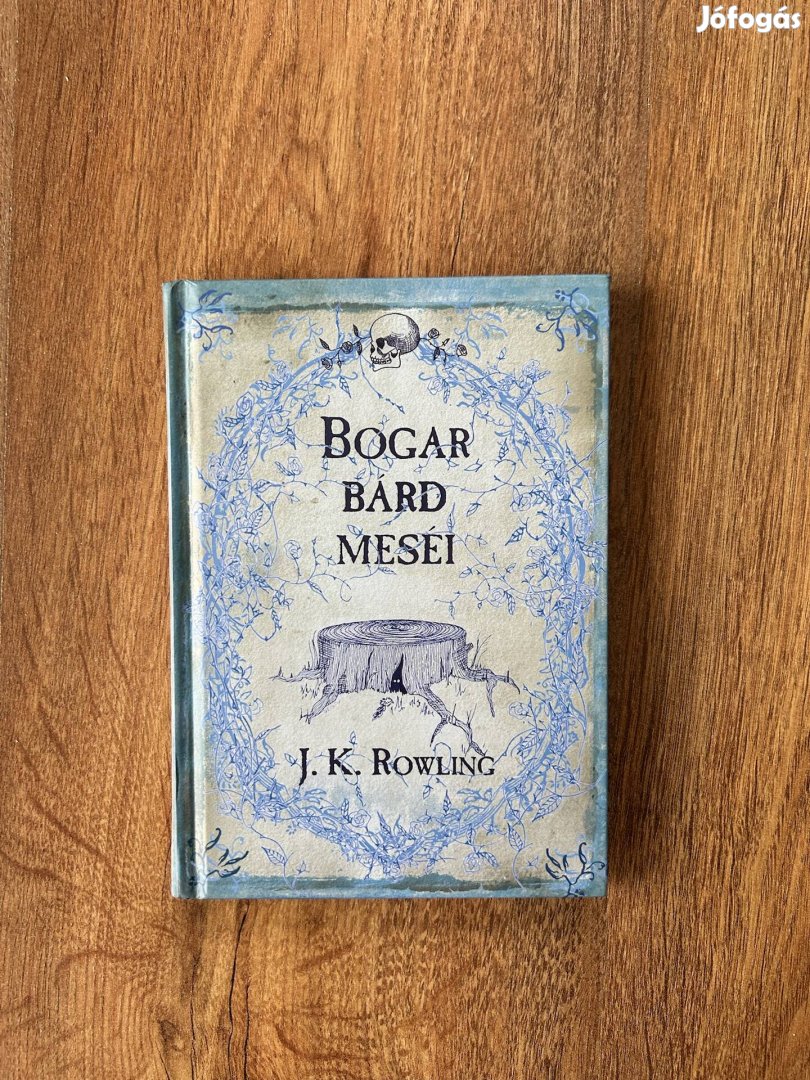 Jófogás
BOGAR
BÁRD
MESÉI
J. K. ROWLING